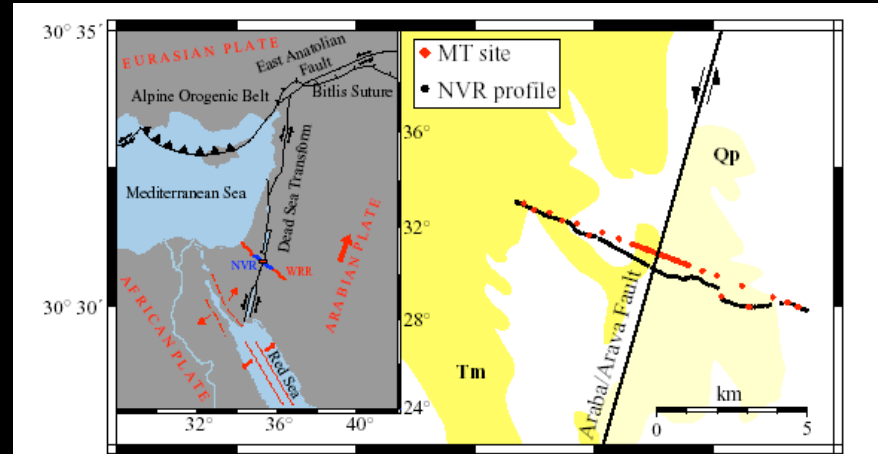 30° 35′
30° 30′
EURASIAN PLATE
East Anatolian
Fault
Alpine Orogenic Belt
Bitlis Suture
Mediterranean Sea
Dead Sea Transform
NVR
WRR
ARABIAN PLATE
AFRICAN PLATE
Red Sea
36°
32°
28°
24°
32°
36°
40°
MT site
NVR profile
Qp
Tm
Araba/Arava Fault
km
0
5